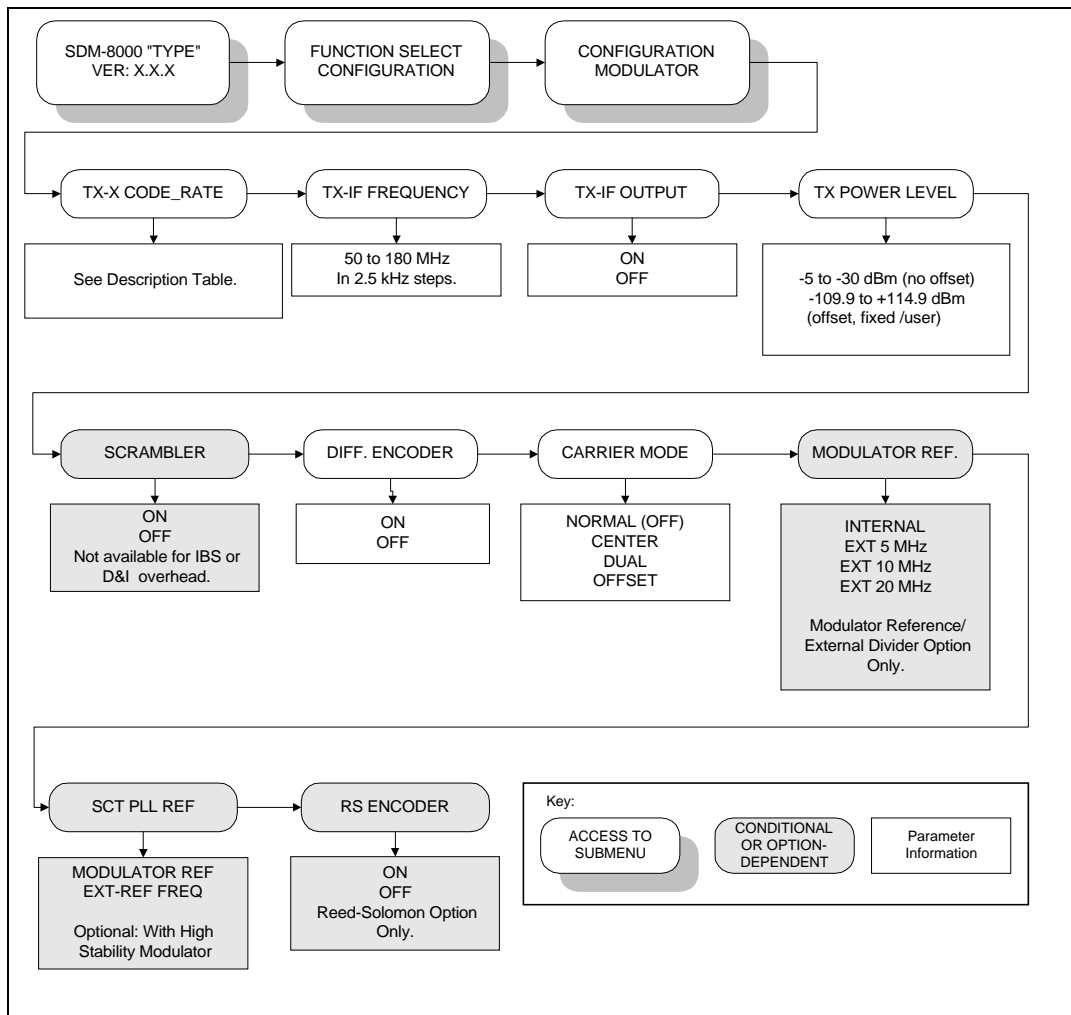 SDM-8000 "TYPE"
VER: X.X.X
FUNCTION SELECT
CONFIGURATION
CONFIGURATION
MODULATOR
TX-X CODE_RATE
TX-IF FREQUENCY
TX-IF OUTPUT
TX POWER LEVEL
See Description Table.
50 to 180 MHz
In 2.5 kHz steps.
ON
OFF
-5 to -30 dBm (no offset)
-109.9 to +114.9 dBm
(offset, fixed /user)
SCRAMBLER
DIFF. ENCODER
CARRIER MODE
MODULATOR REF.
ON
OFF
Not available for IBS or
D&I overhead.
ON
OFF
NORMAL (OFF)
CENTER
DUAL
OFFSET
INTERNAL
EXT 5 MHz
EXT 10 MHz
EXT 20 MHz
Modulator Reference/
External Divider Option
Only.
SCT PLL REF
RS ENCODER
MODULATOR REF
EXT-REF FREQ
Optional: With High
Stability Modulator
ON
OFF
Reed-Solomon Option
Only.
Key:
ACCESS TO
SUBMENU
CONDITIONAL
OR OPTION-
DEPENDENT
Parameter
Information